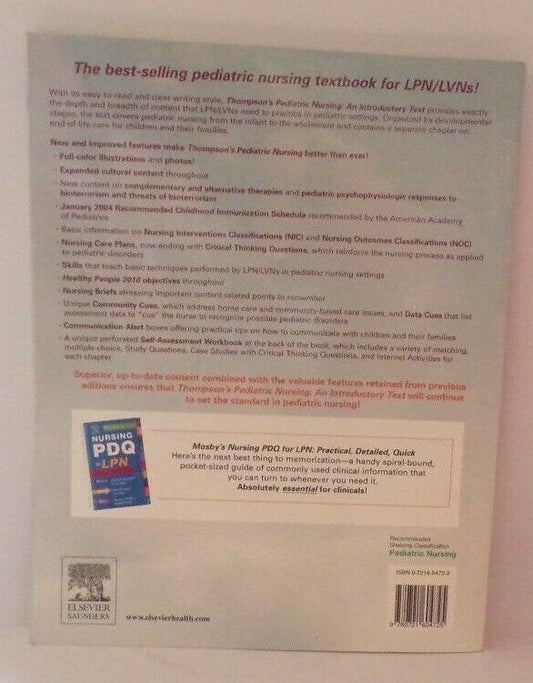 The best-selling pediatric nursing textbook for LPN/LVNs!
With its easy to read and clear writing style, Thompson's Pediatric Nursing: An Introductory Text provides exactly
the depth and breadth of content that LPN/LVNs need to practice in pediatric settings. Organized by developmental
stages, the text covers pediatric nursing from the infant to the adolescent and contains a separate chapter on
end-of-life care for children and their families.
New and improved features make Thompson's Pediatric Nursing better than ever!
· Full-color illustrations and photos!
· Expanded cultural content throughout
· New content on complementary and alternative therapies and pediatric psychophysiologic responses to
bioterrorism and threats of bioterrorism
· January 2004 Recommended Childhood Immunization Schedule recommended by the American Academy
of Pediatrics
· Basic information on Nursing Interventions Classifications (NIC) and Nursing Outcomes Classifications (NOC)
· Nursing Care Plans, now ending with Critical Thinking Questions, which reinforce the nursing process as applied
to pediatric disorders
· Skills that teach basic techniques performed by LPN/LVNs in pediatric nursing settings
· Healthy People 2010 objectives throughout
· Nursing Briefs stressing important content-related points to remember
· Unique Community Cues, which address home care and community-based care issues, and Data Cues that list
assessment data to "cue" the nurse to recognize possible pediatric disorders
· Communication Alert boxes offering practical tips on how to communicate with children and their families
· A unique perforated Self-Assessment Workbook at the back of the book, which includes a variety of matching,
multiple-choice, Study Questions, Case Studies with Critical Thinking Questions, and Internet Activities for
each chapter
Superior, up-to-date content combined with the valuable features retained from previous
editions ensures that Thompson's Pediatric Nursing: An Introductory Text will continue
to set the standard in pediatric nursing!
NURSING
PDQ
LPN
Mosby's Nursing PDQ for LPN: Practical, Detailed, Quick
Here's the next best thing to memorization—a handy spiral-bound,
pocket-sized guide of commonly used clinical information that
you can turn to whenever you need it.
Absolutely essential for clinicals!
Recommended
Shelving Classification
Pediatric Nursing
ISBN 0-7216-0472-2
9 780721 604725
ELSEVIER
SAUNDERS
www.elsevierhealth.com